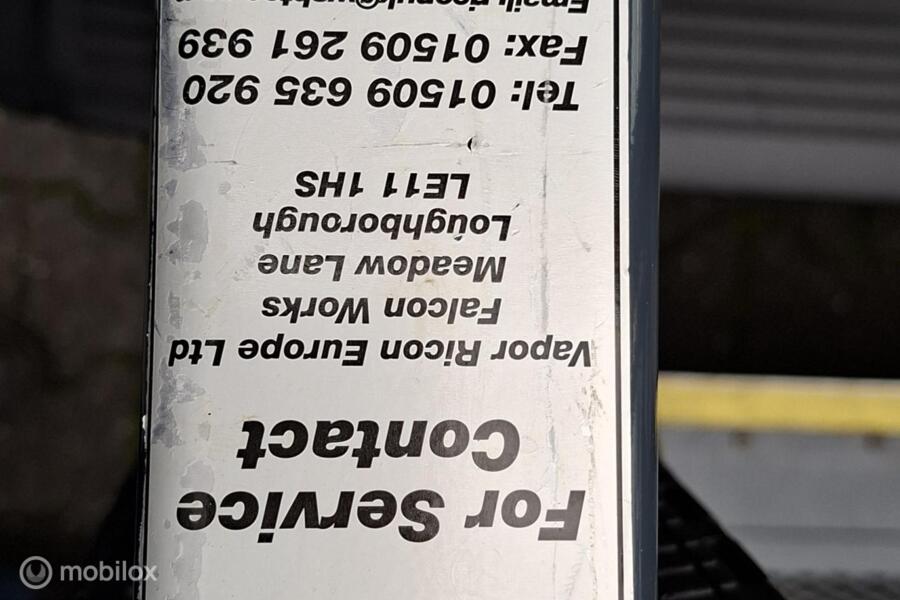 For Service
Contact
Vapor Ricon Europe Ltd
Falcon Works
Meadow Lane
Loughborough
LE11 1HS
Tel: 01509 635 920
Fax: 01509 261 939
Email:
mobilox